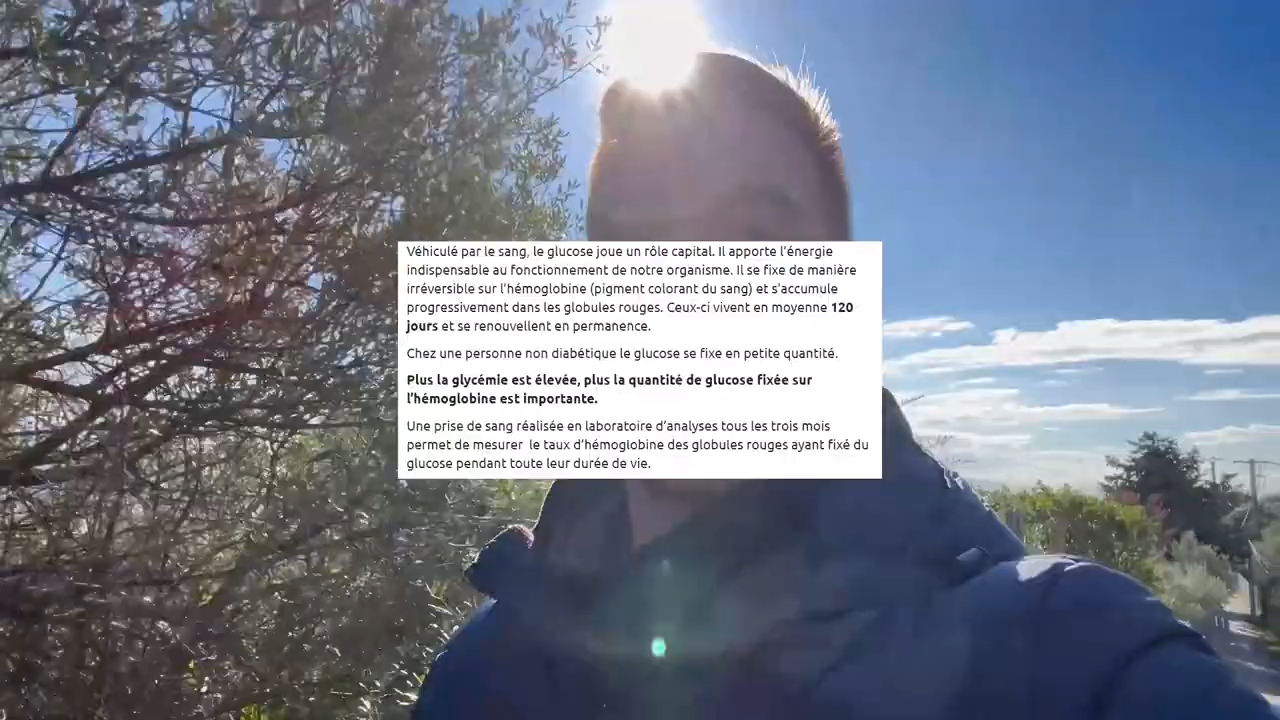 Véhiculé par le sang, le glucose joue un rôle capital. Il apporte l’énergie
indispensable au fonctionnement de notre organisme. Il se fixe de manière
irréversible sur l’hémoglobine (pigment colorant du sang) et s’accumule
progressivement dans les globules rouges. Ceux-ci vivent en moyenne 120
jours et se renouvellent en permanence.
Chez une personne non diabétique le glucose se fixe en petite quantité.
Plus la glycémie est élevée, plus la quantité de glucose fixée sur
l’hémoglobine est importante.
Une prise de sang réalisée en laboratoire d’analyses tous les trois mois
permet de mesurer le taux d’hémoglobine des globules rouges ayant fixé du
glucose pendant toute leur durée de vie.